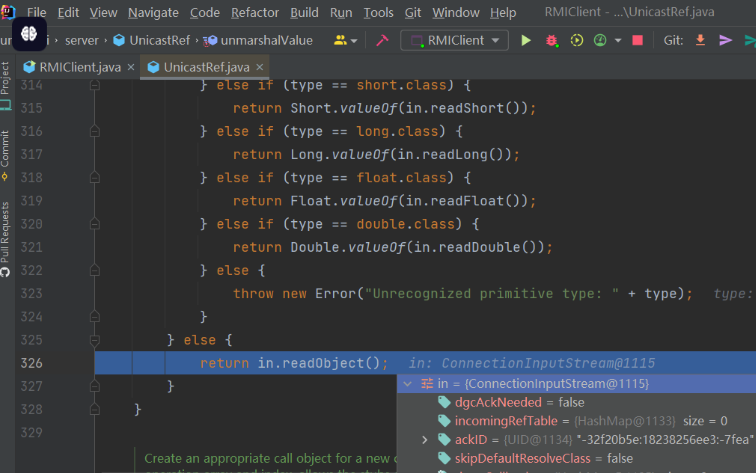 File Edit View Navigate Code Refactor Build Run Tools Git Window Help RMIClient - ...\UnicastRef.java
server UnicastRef unmarshalValue RMIClient Git:
RMIClient.java UnicastRef.java
Project
Commit
Pull Requests
314 } else if (type == short.class) {
315 return Short.valueOf(in.readShort());
316 } else if (type == long.class) {
317 return Long.valueOf(in.readLong());
318 } else if (type == float.class) {
319 return Float.valueOf(in.readFloat());
320 } else if (type == double.class) {
321 return Double.valueOf(in.readDouble());
322 } else {
323 throw new Error("Unrecognized primitive type: " + type); type:
324 }
325 } else {
326 return in.readObject(); in: ConnectionInputStream@1115
327 }
328 }
329
in = {ConnectionInputStream@1115}
dgcAckNeeded = false
incomingRefTable = {HashMap@1133} size = 0
ackID = {UID@1134} "-32f20b5e:18238256ee3:-7fea"
skipDefaultResolveClass = false
Create an appropriate call object for a new